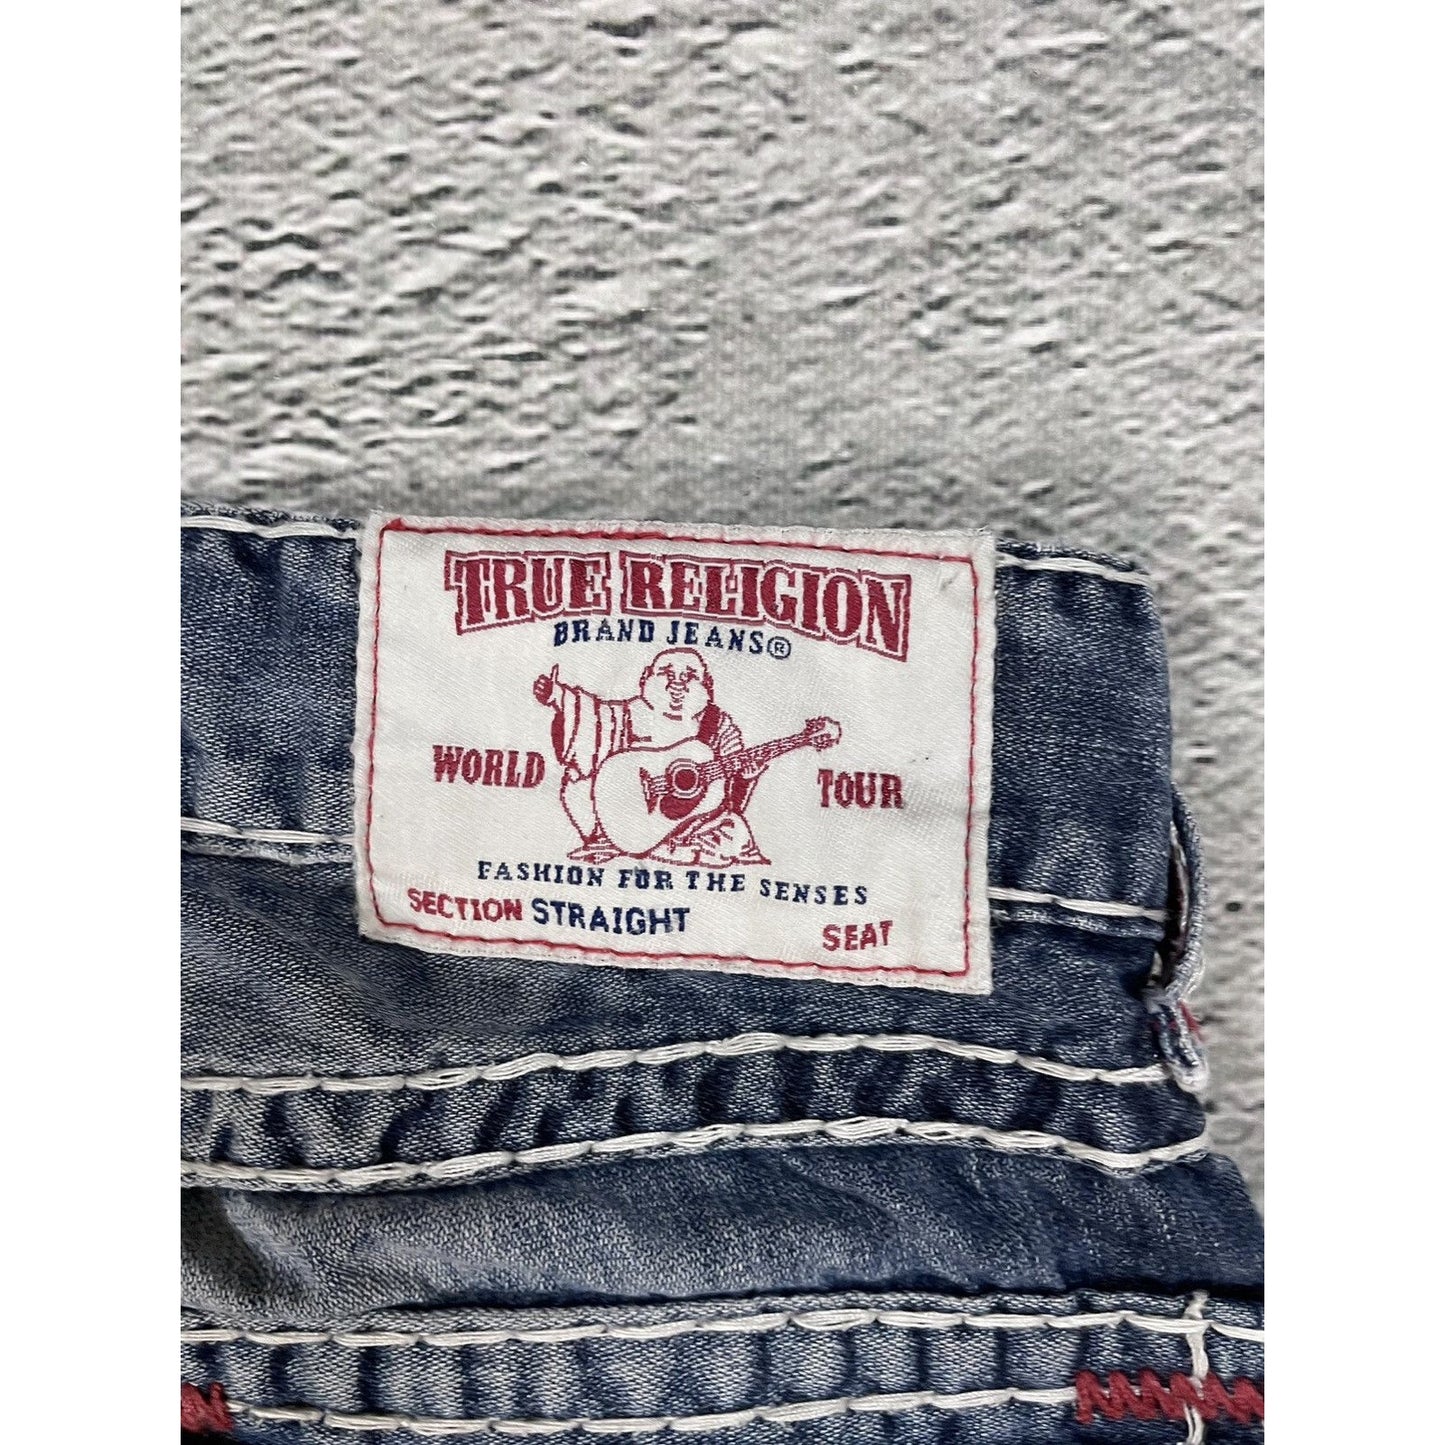 TRUE RELIGION
BRAND JEANS®
WORLD TOUR
FASHION FOR THE SENSES
SECTION STRAIGHT SEAT